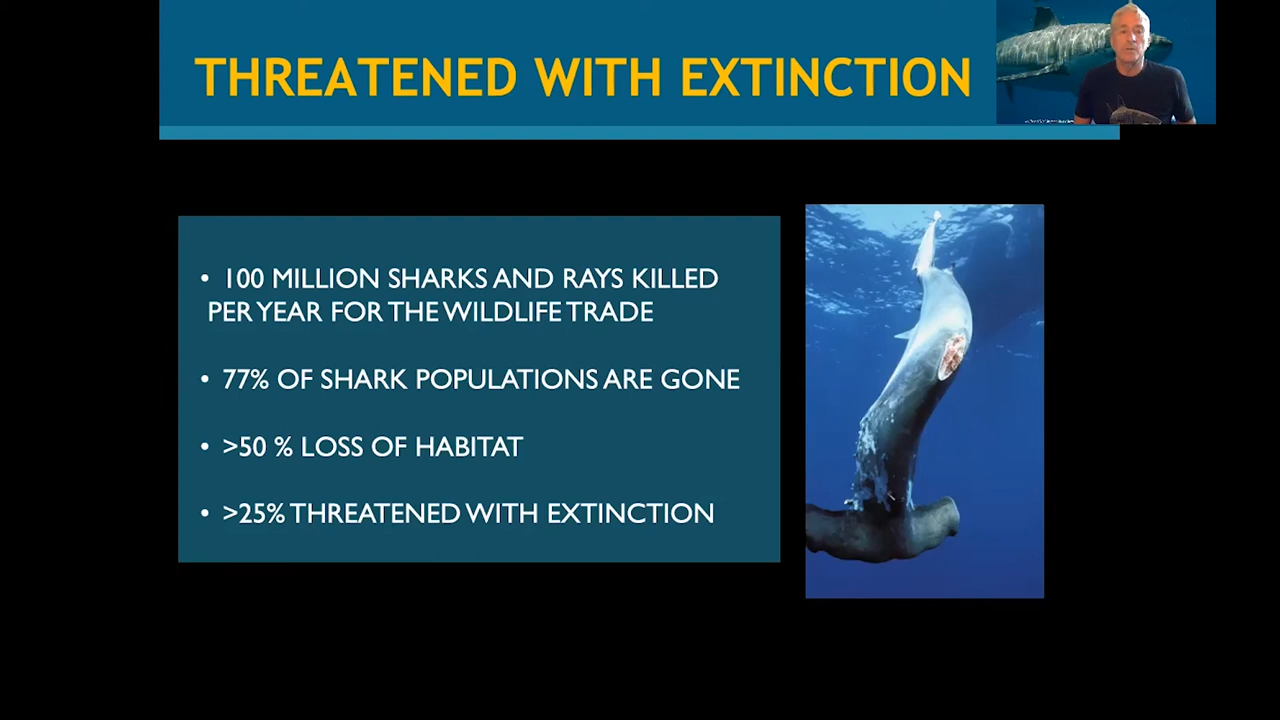 THREATENED WITH EXTINCTION
• 100 MILLION SHARKS AND RAYS KILLED
PER YEAR FOR THE WILDLIFE TRADE
• 77% OF SHARK POPULATIONS ARE GONE
• >50 % LOSS OF HABITAT
• >25% THREATENED WITH EXTINCTION